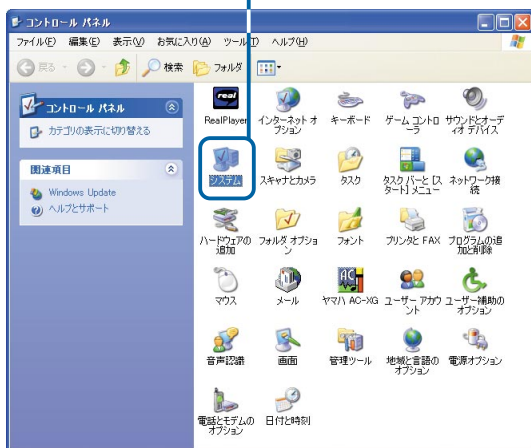 コントロール パネル
ファイル(F) 編集(E) 表示(V) お気に入り(A) ツール(T) ヘルプ(H)
戻る 検索 フォルダ
コントロール パネル
カテゴリの表示に切り替える
関連項目
Windows Update
ヘルプとサポート
real
RealPlayer
インターネット オ
プション
キーボード
ゲーム コントロ
ーラ
サウンドとオーデ
ィオ デバイス
システム
スキャナとカメラ
タスク
タスク バーと [ス
タート] メニュー
ネットワーク接
続
ハードウェアの
追加
フォルダ オプショ
ン
フォント
プリンタと FAX
プログラムの追
加と削除
マウス
メール
AC
XG
ヤマハ AC-XG
ユーザー アカウ
ント
ユーザー補助の
オプション
音声認識
画面
管理ツール
地域と言語の
オプション
電源オプション
電話とモデムの
オプション
日付と時刻